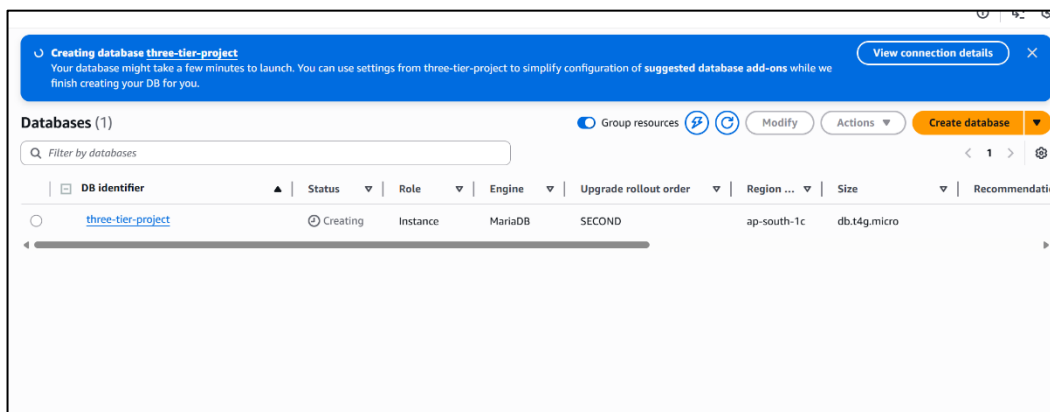 Creating database three-tier-project
View connection details
Your database might take a few minutes to launch. You can use settings from three-tier-project to simplify configuration of suggested database add-ons while we
finish creating your DB for you.
Databases (1)
Group resources
Modify
Actions
Create database
Filter by databases
1
DB identifier
Status
Role
Engine
Upgrade rollout order
Region ...
Size
Recommendati
three-tier-project
Creating
Instance
MariaDB
SECOND
ap-south-1c
db.t4g.micro